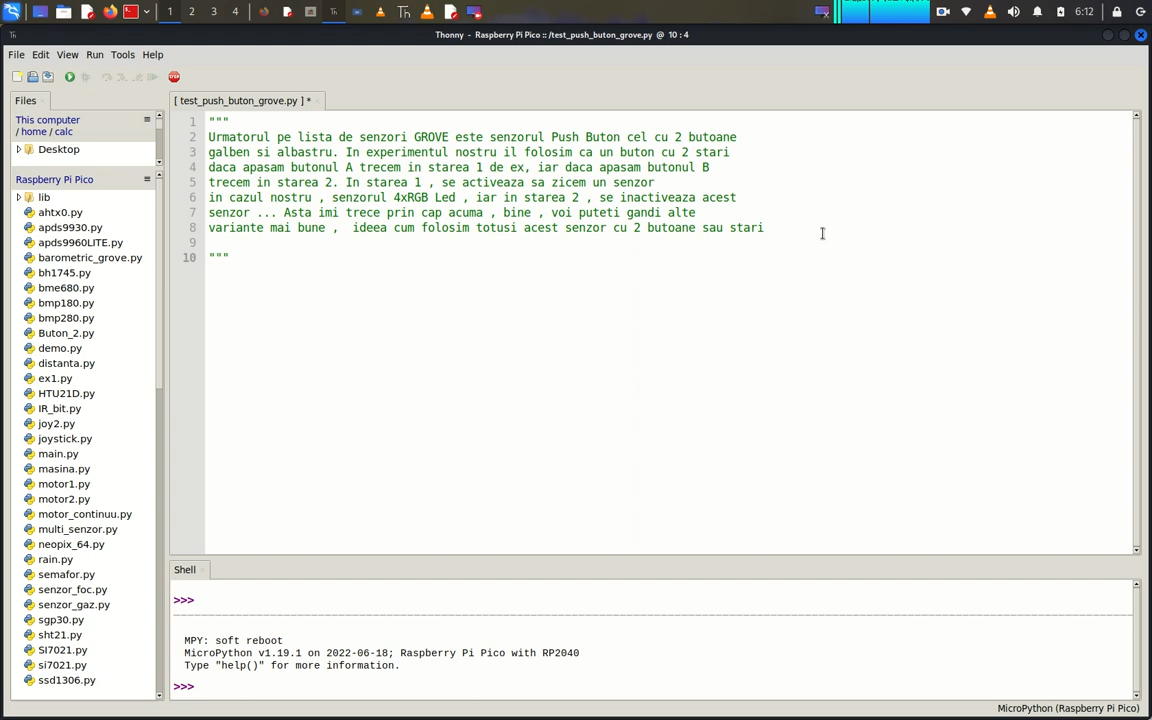 1 2 3 4 Th 6:12
Thonny - Raspberry Pi Pico :: /test_push_buton_grove.py @ 10 : 4
File Edit View Run Tools Help
Files
This computer
/ home / calc
Desktop
Raspberry Pi Pico
lib
ahtx0.py
apds9930.py
apds9960LITE.py
barometric_grove.py
bh1745.py
bme680.py
bmp180.py
bmp280.py
Buton_2.py
demo.py
distanta.py
ex1.py
HTU21D.py
IR_bit.py
joy2.py
joystick.py
main.py
masina.py
motor1.py
motor2.py
motor_continuu.py
multi_senzor.py
neopix_64.py
rain.py
semafor.py
senzor_foc.py
senzor_gaz.py
sgp30.py
sht21.py
SI7021.py
si7021.py
ssd1306.py
[ test_push_buton_grove.py ] *
1 """
2 Urmatorul pe lista de senzori GROVE este senzorul Push Buton cel cu 2 butoane
3 galben si albastru. In experimentul nostru il folosim ca un buton cu 2 stari
4 daca apasam butonul A trecem in starea 1 de ex, iar daca apasam butonul B
5 trecem in starea 2. In starea 1 , se activeaza sa zicem un senzor
6 in cazul nostru , senzorul 4xRGB Led , iar in starea 2 , se inactiveaza acest
7 senzor ... Asta imi trece prin cap acuma , bine , voi puteti gandi alte
8 variante mai bune ,  ideea cum folosim totusi acest senzor cu 2 butoane sau stari
9
10 """
Shell
>>>
MPY: soft reboot
MicroPython v1.19.1 on 2022-06-18; Raspberry Pi Pico with RP2040
Type "help()" for more information.
>>>
MicroPython (Raspberry Pi Pico)